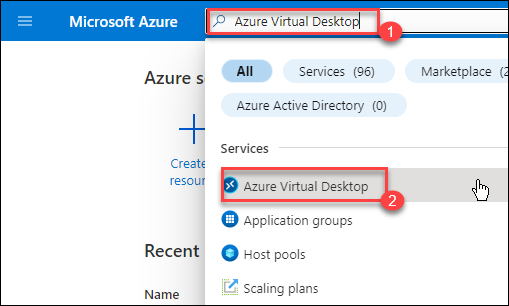 Microsoft Azure
Azure Virtual Desktop
1
Azure se
All
Services (96)
Marketplace (2
Azure Active Directory (0)
Create
resour
Services
Azure Virtual Desktop
2
Application groups
Host pools
Scaling plans
Recent
Name